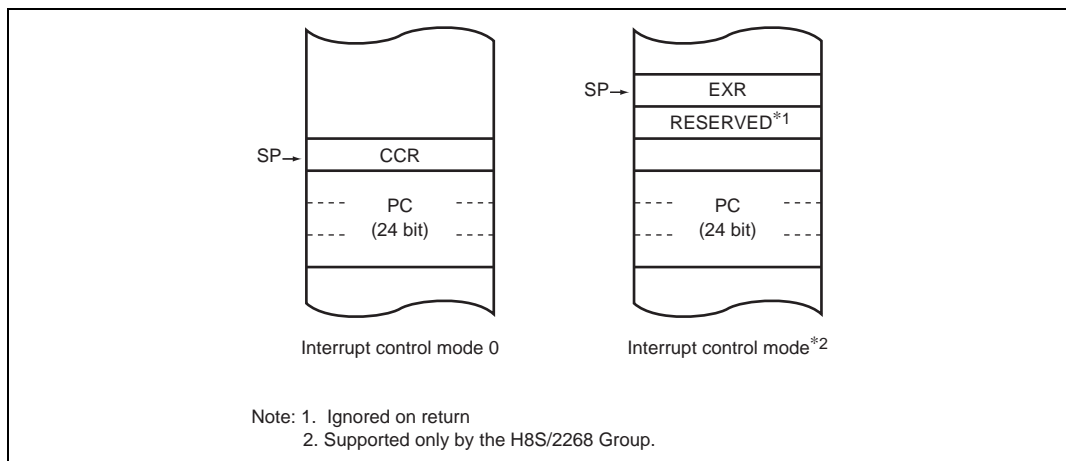 SP→ CCR
PC
(24 bit)
Interrupt control mode 0
SP→ EXR
RESERVED*1
PC
(24 bit)
Interrupt control mode*2
Note: 1. Ignored on return
2. Supported only by the H8S/2268 Group.